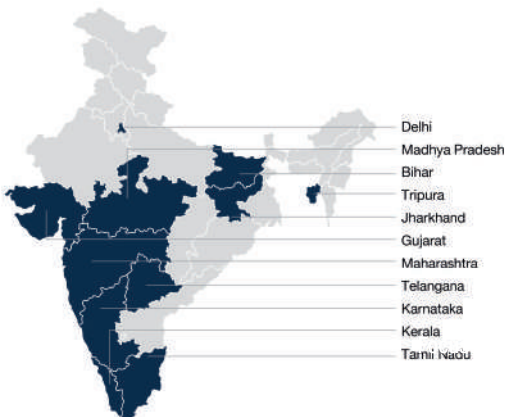 Delhi
Madhya Pradesh
Bihar
Tripura
Jharkhand
Gujarat
Maharashtra
Telangana
Karnataka
Kerala
Tamil Nadu